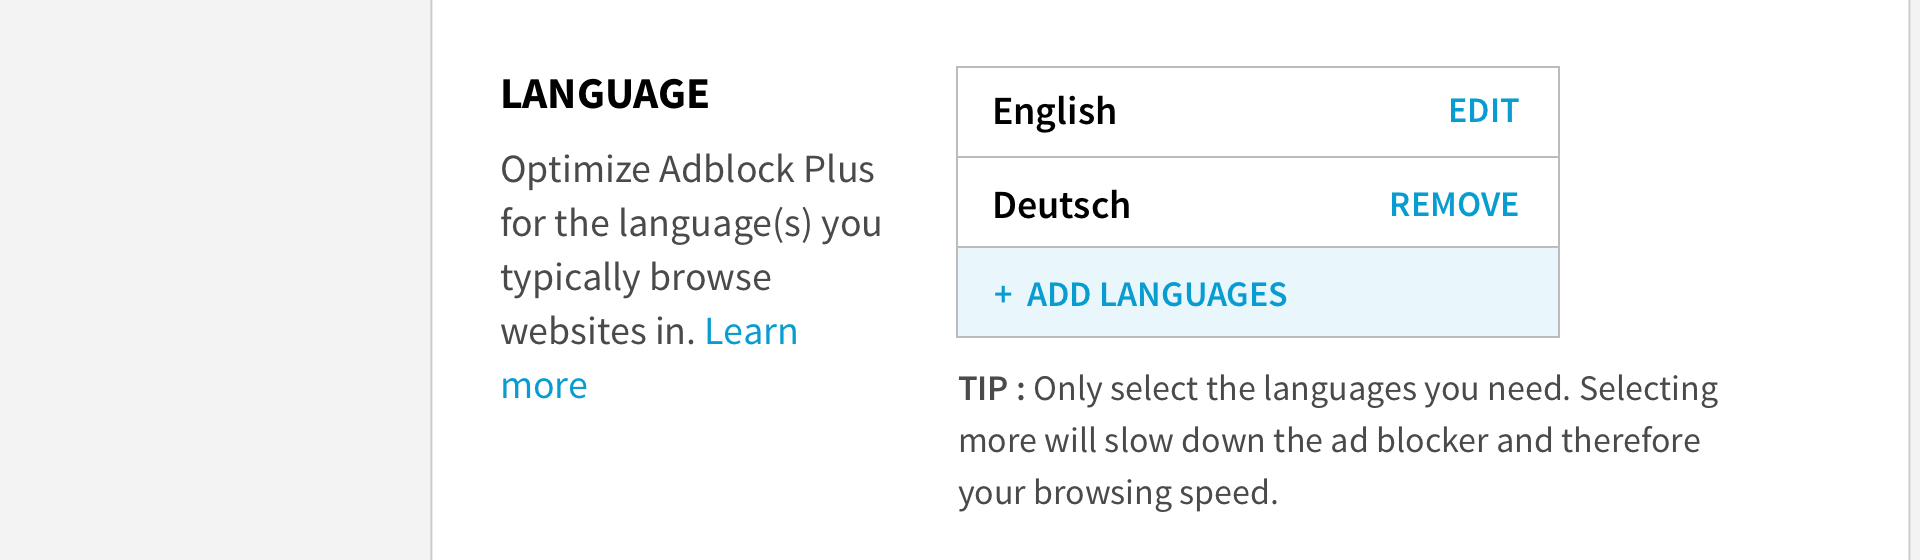 LANGUAGE
Optimize Adblock Plus
for the language(s) you
typically browse
websites in. Learn
more
English EDIT
Deutsch REMOVE
+ ADD LANGUAGES
TIP : Only select the languages you need. Selecting
more will slow down the ad blocker and therefore
your browsing speed.